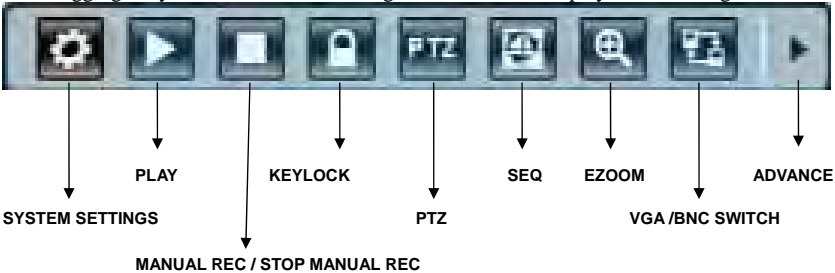 PTZ
PLAY KEYLOCK SEQ EZOOM ADVANCE
SYSTEM SETTINGS PTZ VGA /BNC SWITCH
MANUAL REC / STOP MANUAL REC